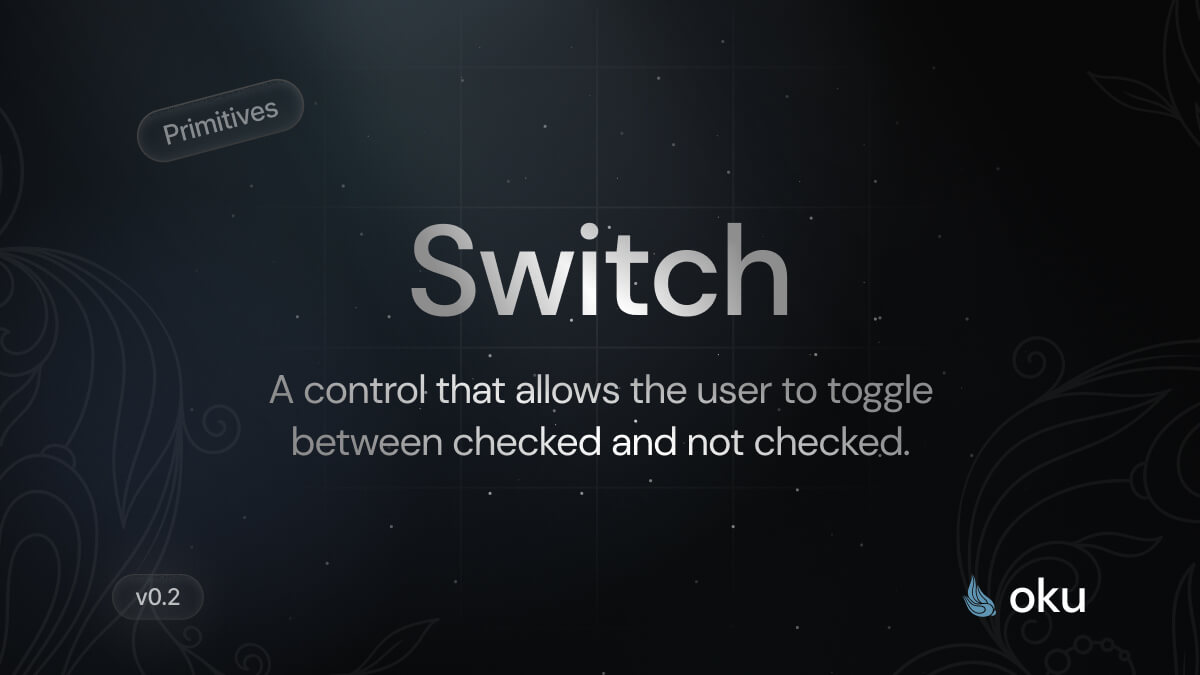 Primitives
Switch
A control that allows the user to toggle
between checked and not checked.
v0.2
oku